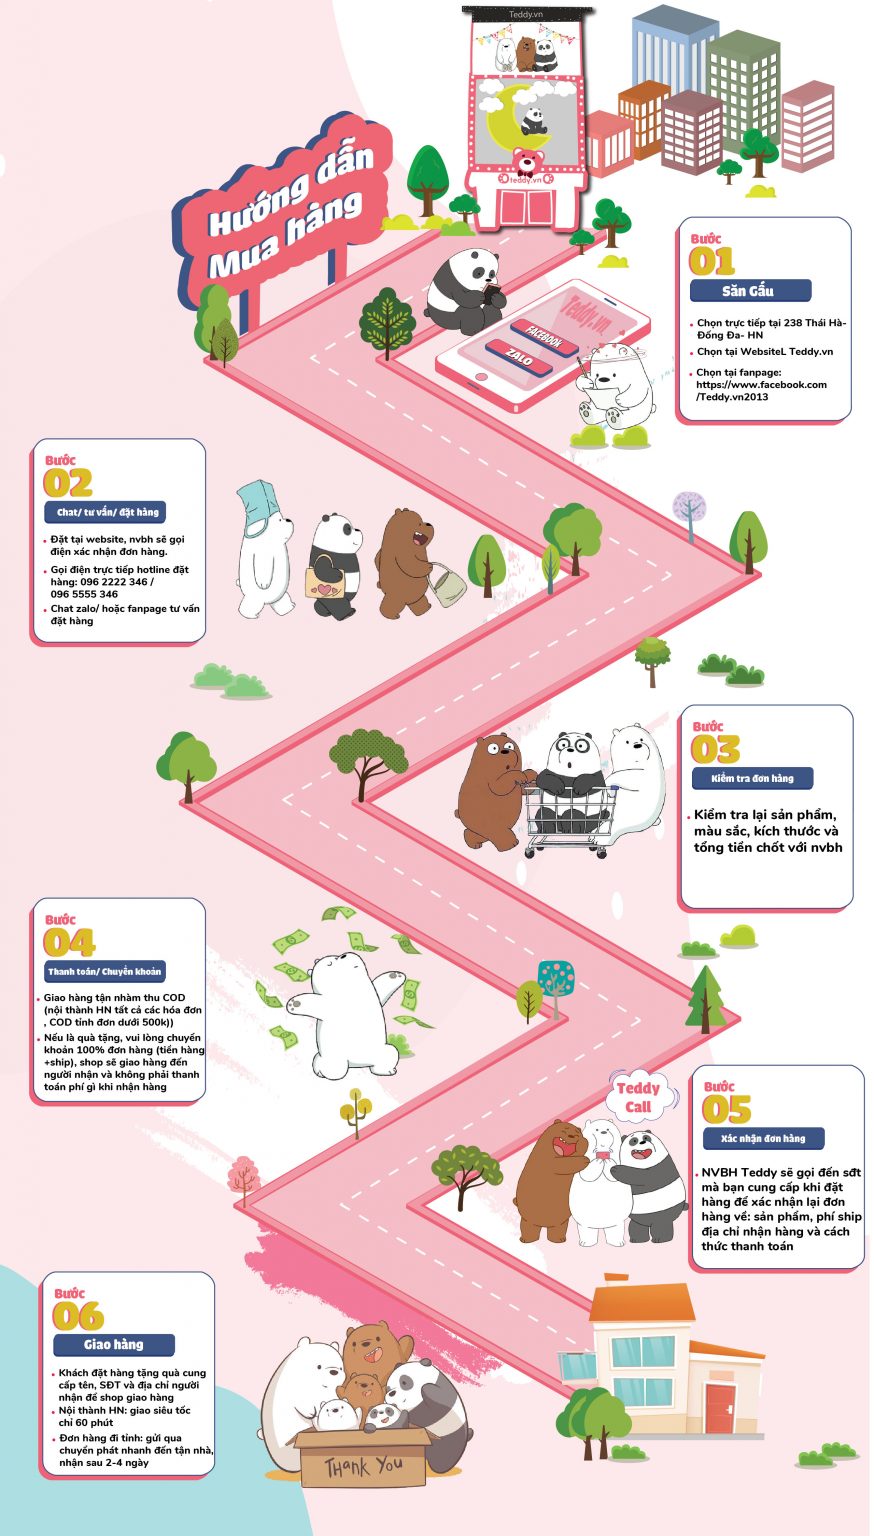 Teddy.vn
teddy.vn
Hướng dẫn
Mua hàng
Teddy.vn
FACEBOOK
ZALO
Bước
01
Săn Gấu
Chọn trực tiếp tại 238 Thái Hà-
Đống Đa- HN
Chọn tại WebsiteL Teddy.vn
Chọn tại fanpage:
https://www.facebook.com
/Teddy.vn2013
Bước
02
Chat/ tư vấn/ đặt hàng
Đặt tại website, nvbh sẽ gọi
điện xác nhận đơn hàng.
Gọi điện trực tiếp hotline đặt
hàng: 096 2222 346 /
096 5555 346
Chat zalo/ hoặc fanpage tư vấn
đặt hàng
Bước
03
Kiểm tra đơn hàng
Kiểm tra lại sản phẩm,
màu sắc, kích thước và
tổng tiền chốt với nvbh
Bước
04
Thanh toán/ Chuyển khoản
Giao hàng tận nhàm thu COD
(nội thành HN tất cả các hóa đơn
, COD tỉnh đơn dưới 500k))
Nếu là quà tặng, vui lòng chuyển
khoản 100% đơn hàng (tiền hàng
+ship), shop sẽ giao hàng đến
người nhận và không phải thanh
toán phí gì khi nhận hàng
Teddy
Call
Bước
05
Xác nhận đơn hàng
NVBH Teddy sẽ gọi đến sđt
mà bạn cung cấp khi đặt
hàng để xác nhận lại đơn
hàng về: sản phẩm, phí ship
địa chỉ nhận hàng và cách
thức thanh toán
Bước
06
Giao hàng
Khách đặt hàng tặng quà cung
cấp tên, SĐT và địa chỉ người
nhận để shop giao hàng
Nội thành HN: giao siêu tốc
chỉ 60 phút
Đơn hàng đi tỉnh: gửi qua
chuyển phát nhanh đến tận nhà,
nhận sau 2-4 ngày
THANK YOU